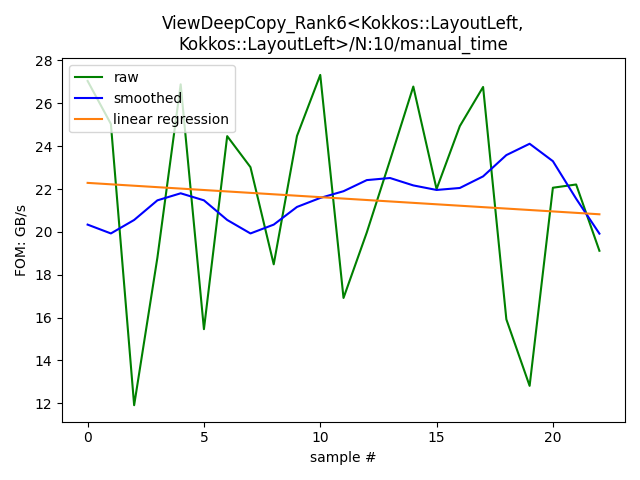 ViewDeepCopy_Rank6<Kokkos::LayoutLeft,
Kokkos::LayoutLeft>/N:10/manual_time
28
26
24
22
20
18
16
14
12
FOM: GB/s
raw
smoothed
linear regression
0
5
10
15
20
sample #